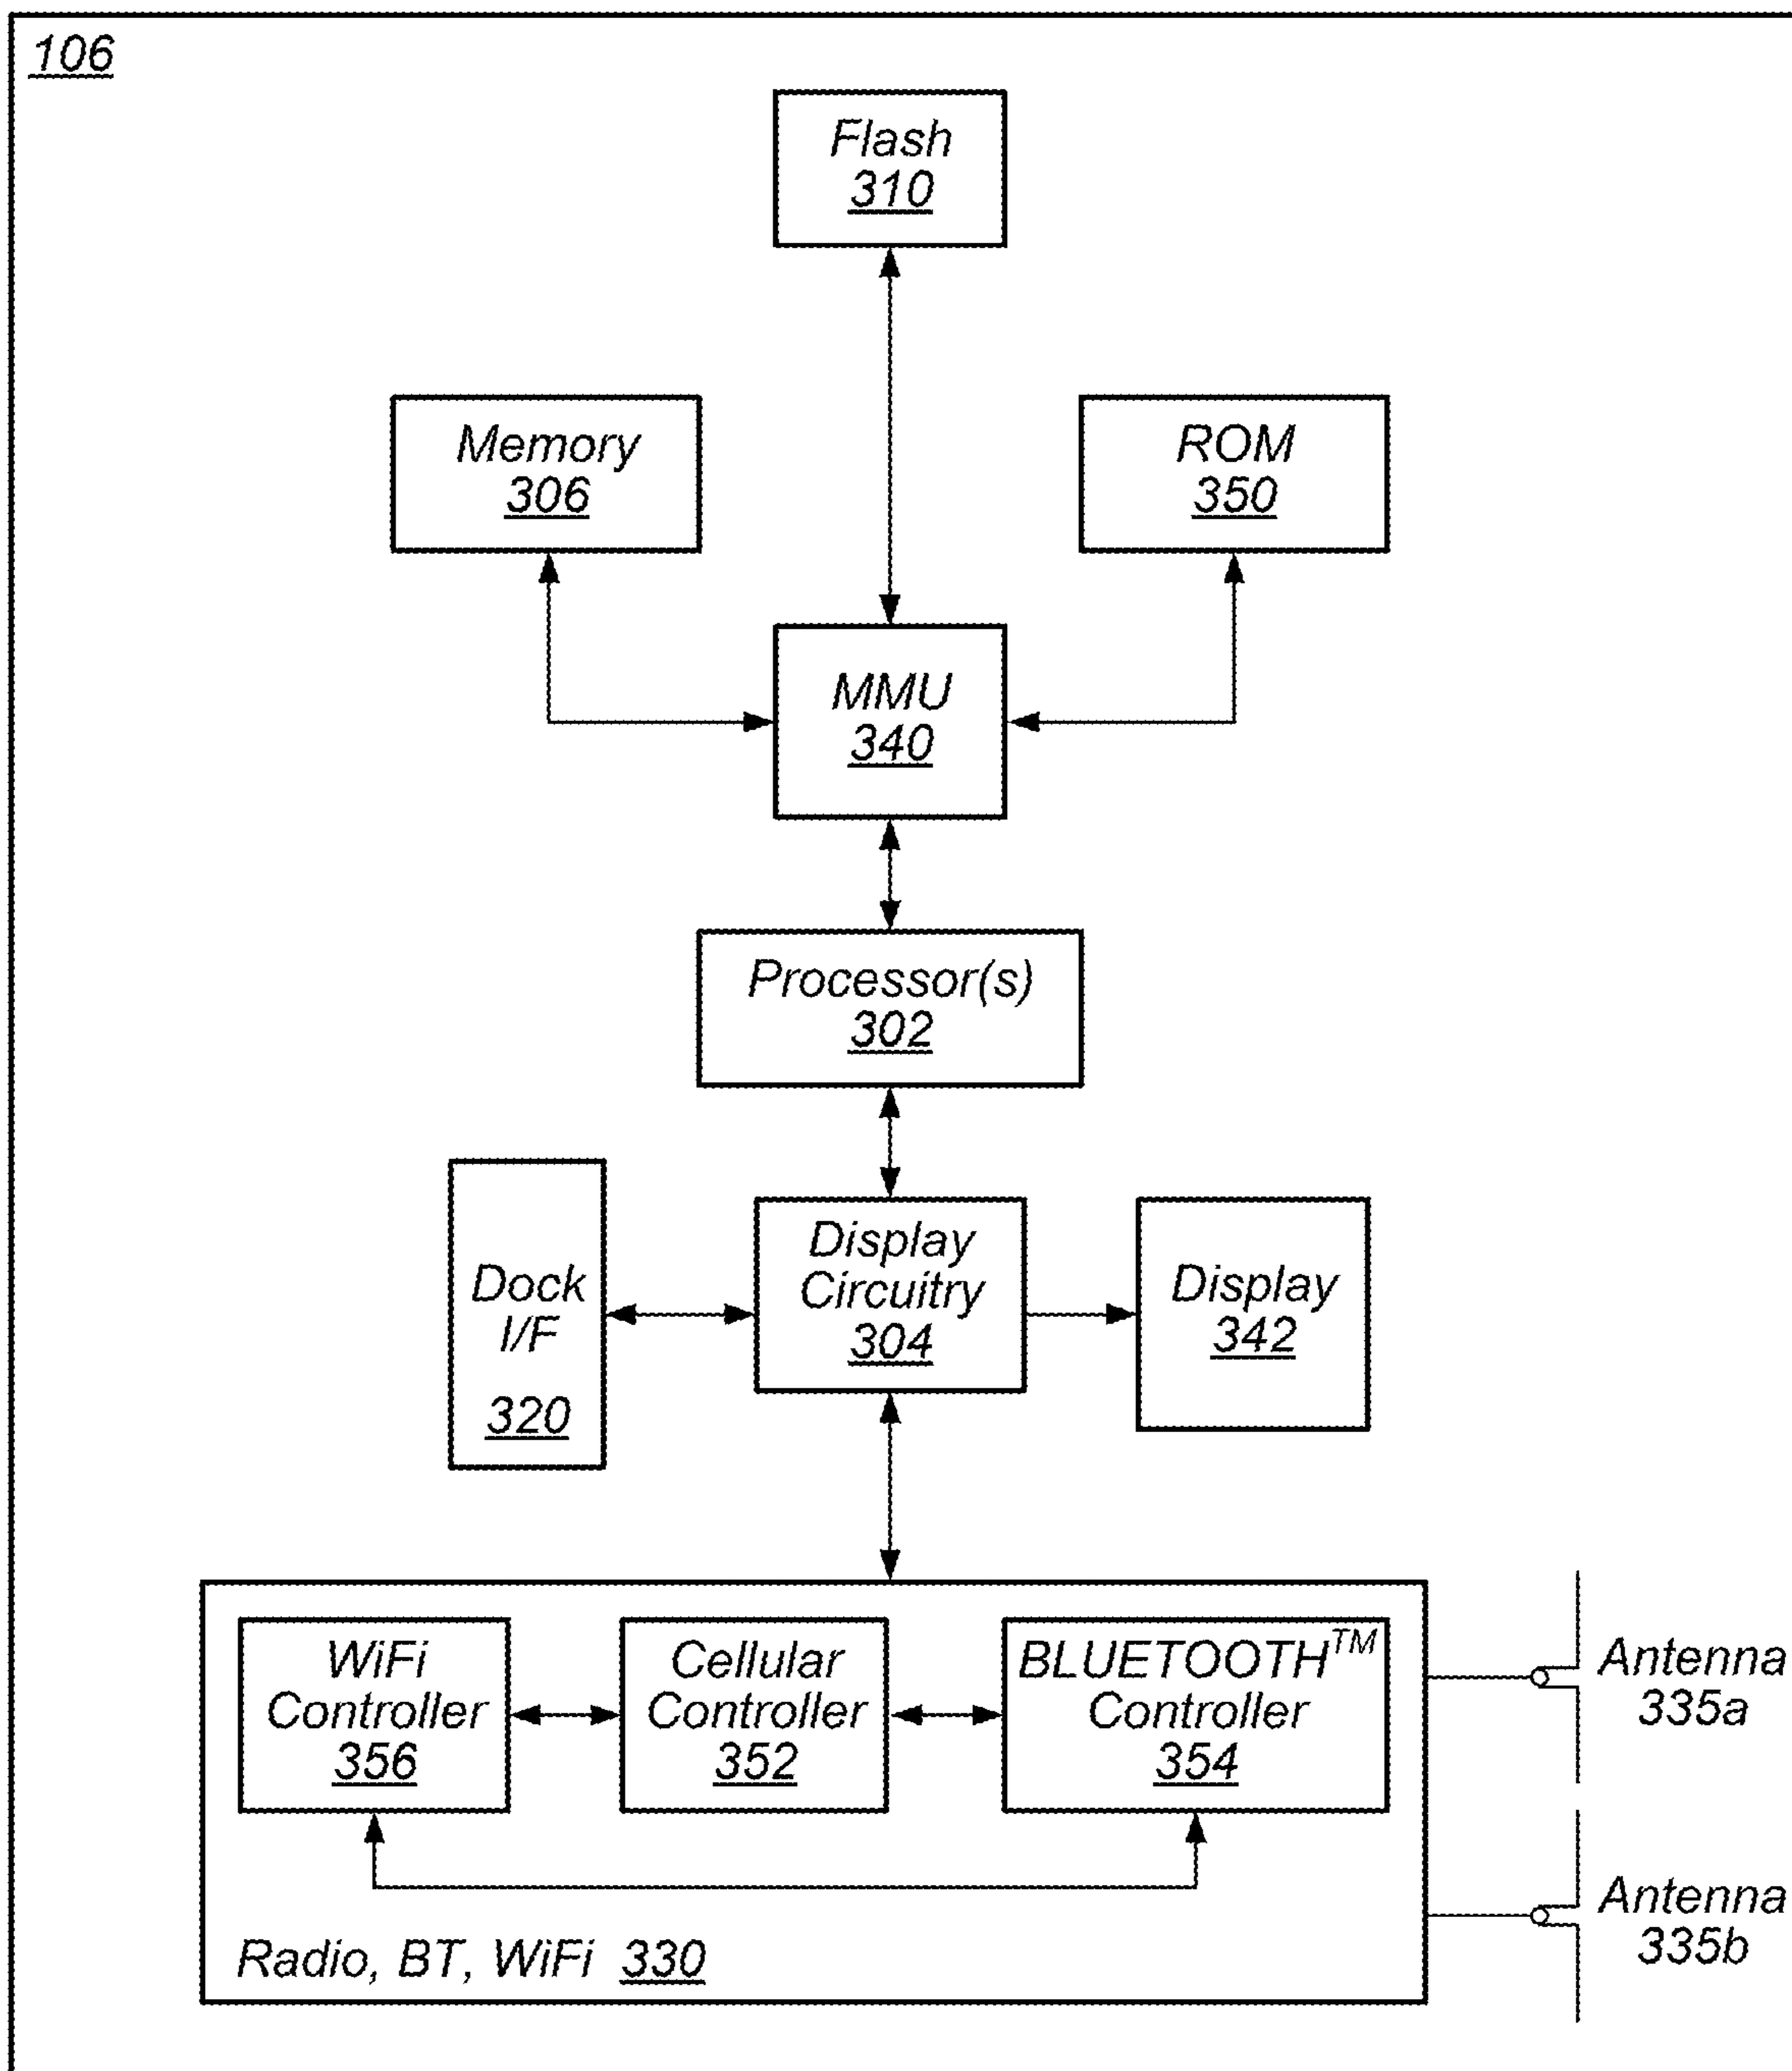 106
Flash
310
Memory
306
ROM
350
MMU
340
Processor(s)
302
Dock
I/F
320
Display
Circuitry
304
Display
342
WiFi
Controller
356
Cellular
Controller
352
BLUETOOTH™
Controller
354
Radio, BT, WiFi 330
Antenna
335a
Antenna
335b